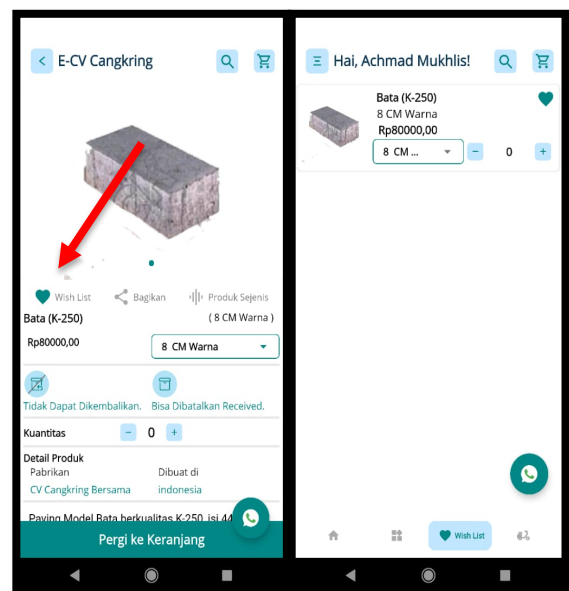 E-CV Cangkring
Wish List
Bagikan
Produk Sejenis
Bata (K-250)
( 8 CM Warna )
Rp80000,00
8 CM Warna
Tidak Dapat Dikembalikan.
Bisa Dibatalkan Received.
Kuantitas
0
Detail Produk
Pabrikan
Dibuat di
CV Cangkring Bersama
indonesia
Paving Model Bata berkualitas K-250, isi 44
Pergi ke Keranjang
Hai, Achmad Mukhlis!
Bata (K-250)
8 CM Warna
Rp80000,00
8 CM ...
0
Wish List